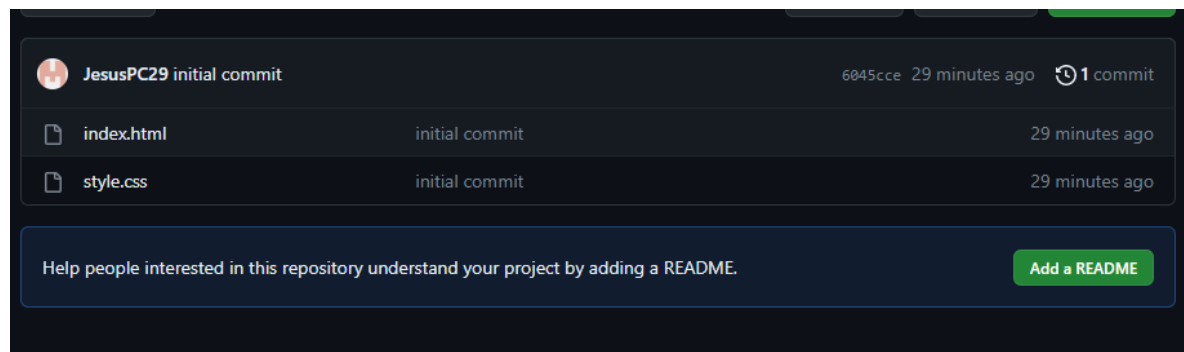 JesusPC29 initial commit 6045cce 29 minutes ago 1 commit
index.html initial commit 29 minutes ago
style.css initial commit 29 minutes ago
Help people interested in this repository understand your project by adding a README. Add a README